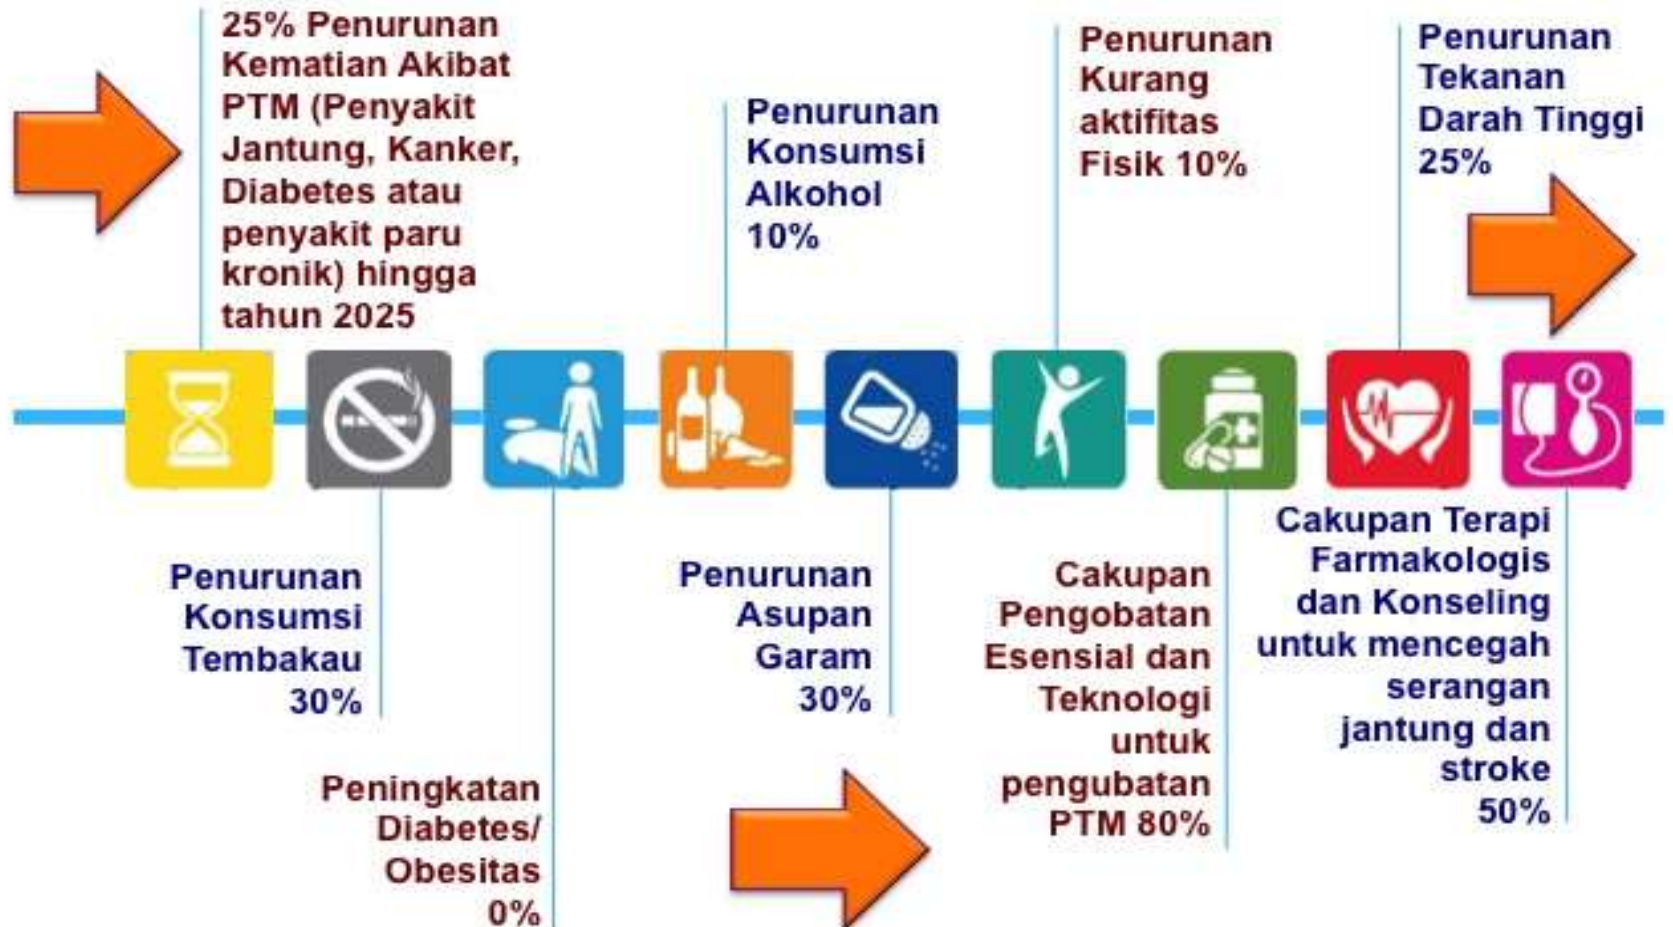 25% Penurunan
Kematian Akibat
PTM (Penyakit
Jantung, Kanker,
Diabetes atau
penyakit paru
kronik) hingga
tahun 2025
Penurunan
Konsumsi
Tembakau
30%
Peningkatan
Diabetes/
Obesitas
0%
Penurunan
Konsumsi
Alkohol
10%
Penurunan
Asupan
Garam
30%
Penurunan
Kurang
aktifitas
Fisik 10%
Cakupan
Pengobatan
Esensial dan
Teknologi
untuk
pengubatan
PTM 80%
Penurunan
Tekanan
Darah Tinggi
25%
Cakupan Terapi
Farmakologis
dan Konseling
untuk mencegah
serangan
jantung dan
stroke
50%